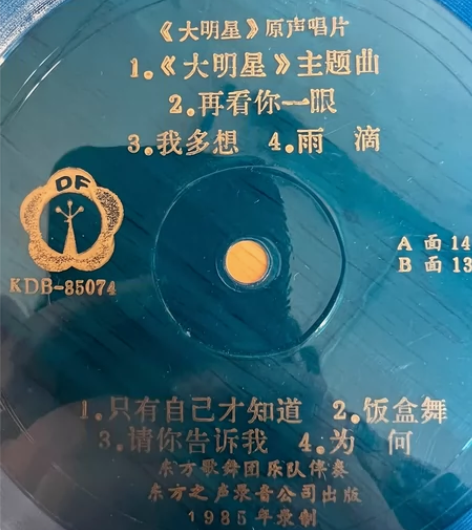 《大明星》原声唱片
1.《大明星》主题曲
2.再看你一眼
3.我多想 4.雨 滴
DF
KDB-85074
A 面 14
B 面 13
1.只有自己才知道 2.饭盒舞
3.请你告诉我 4.为 何
东方歌舞团乐队伴奏
东方之声录音公司出版
1985年录制